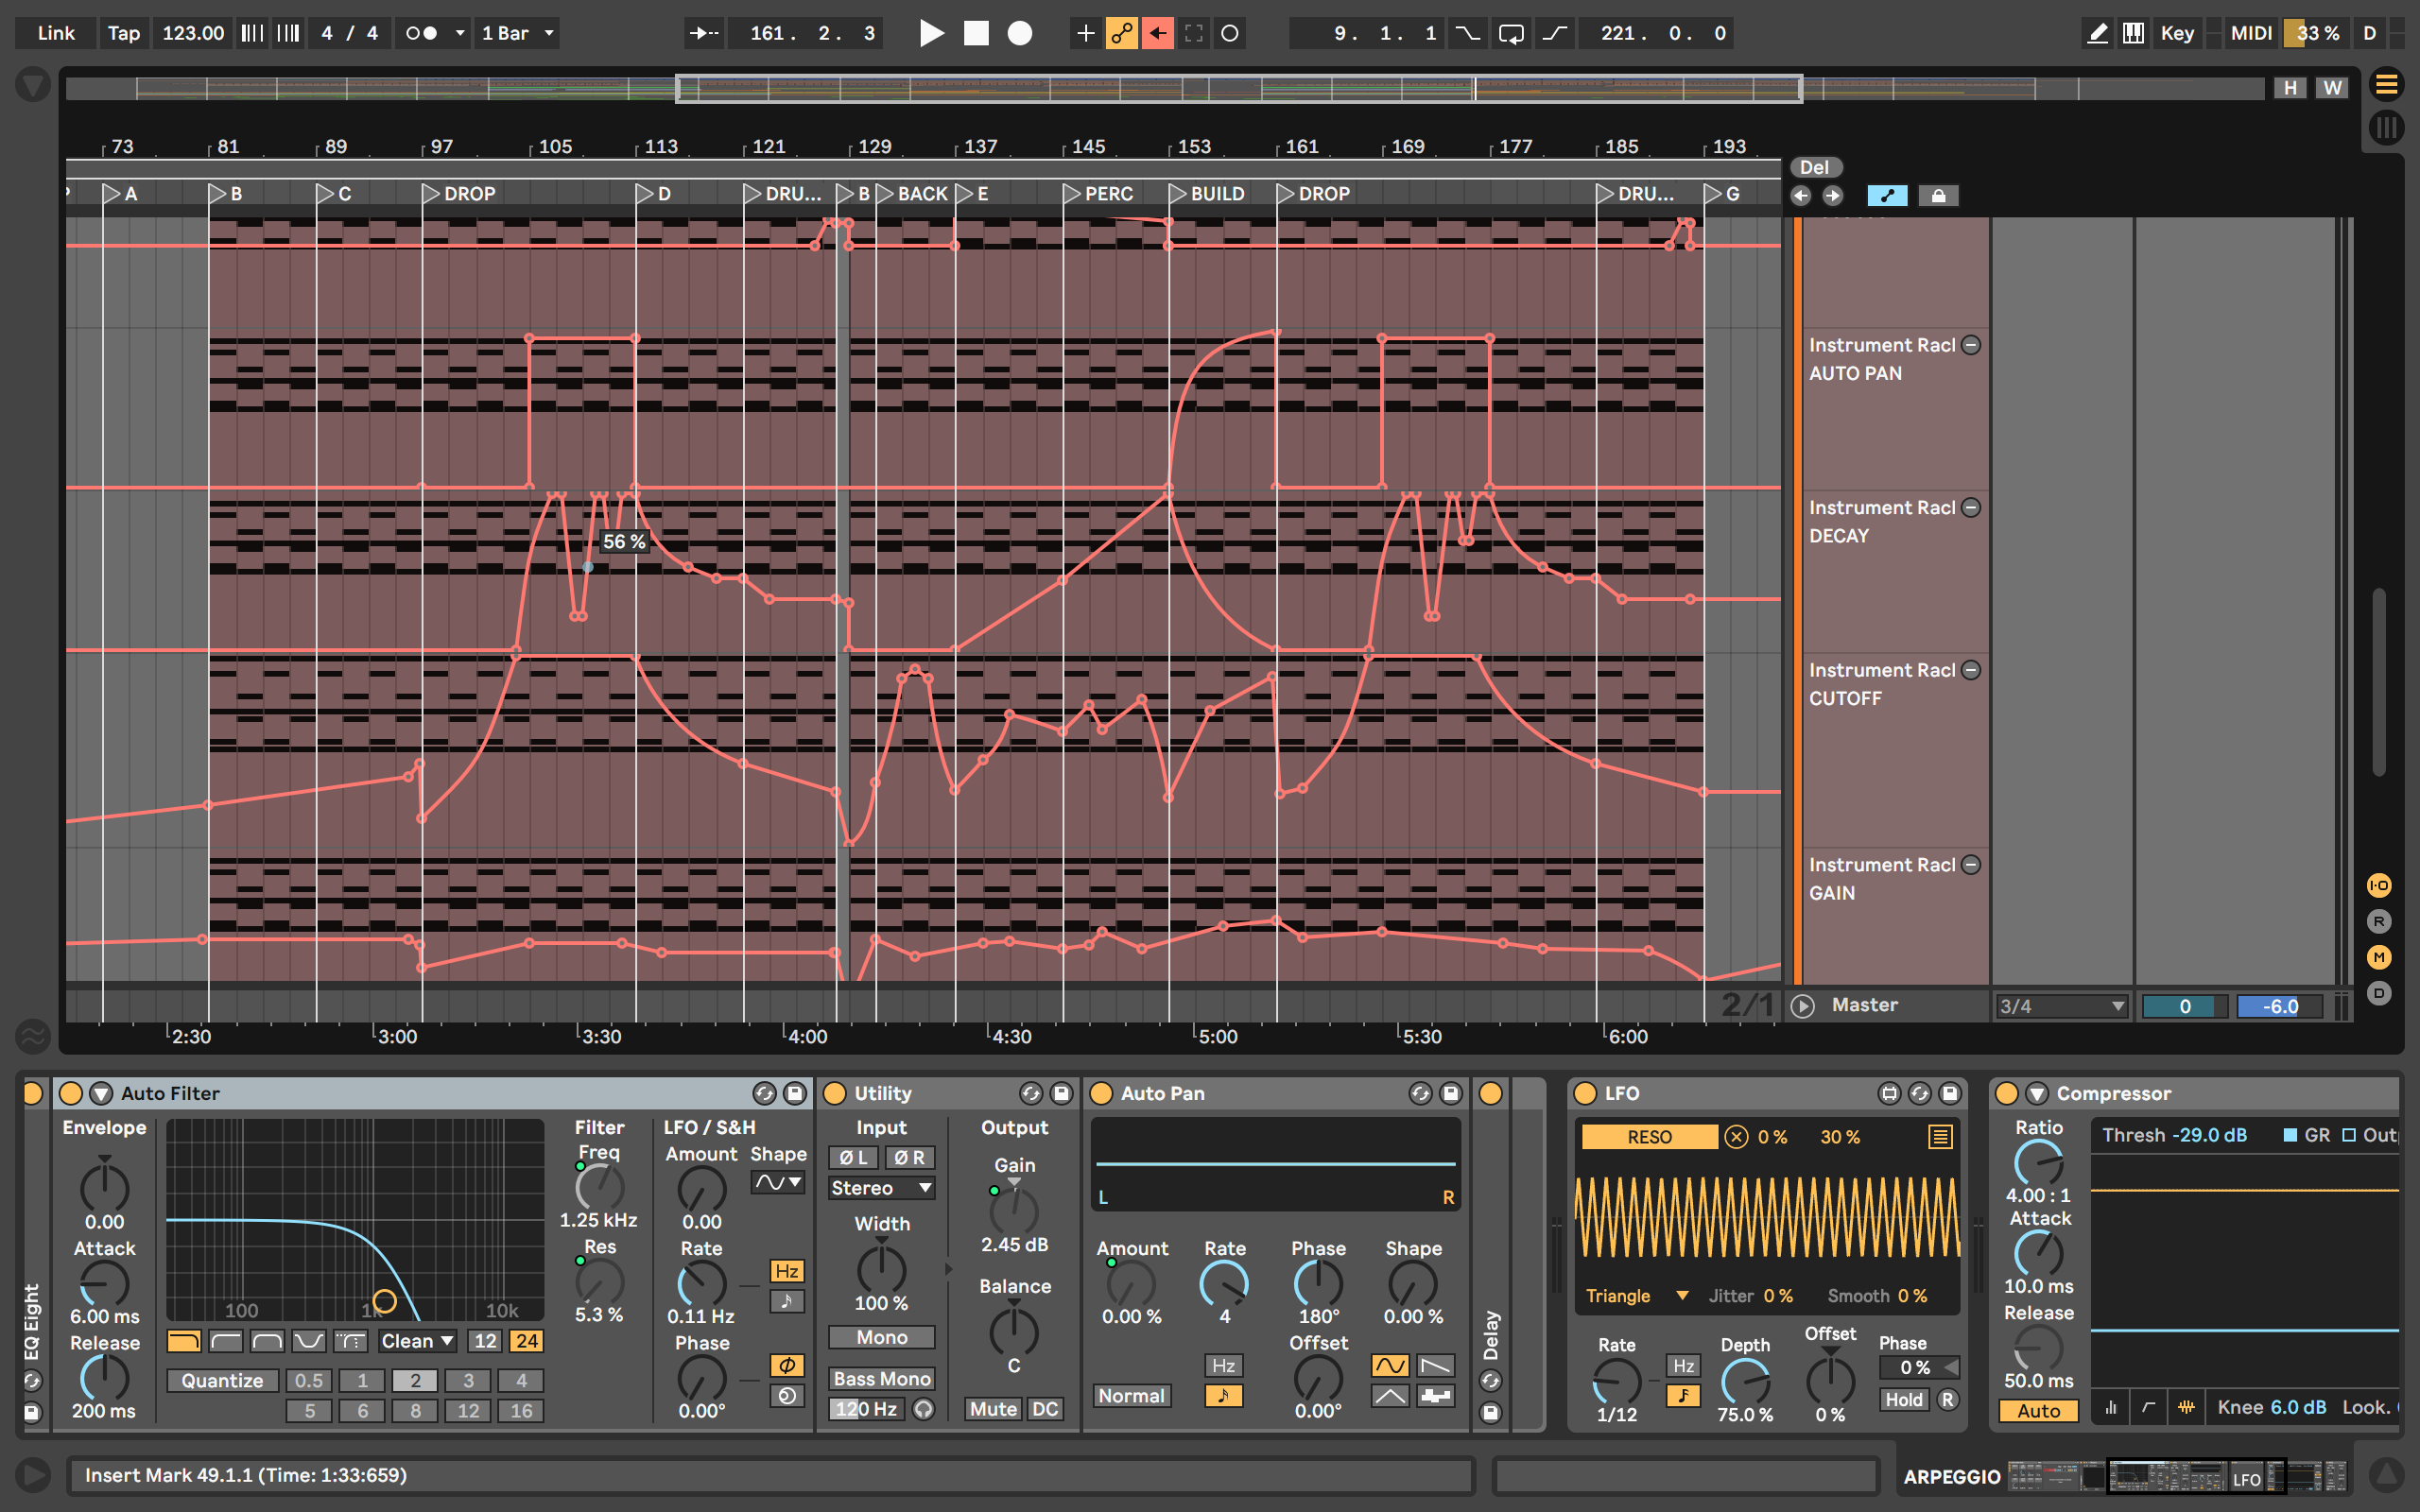 Link Tap 123.00 4 / 4 1 Bar 161. 2. 3 9. 1. 1 221. 0. 0 Key MIDI 33 % D
H W
73 81 89 97 105 113 121 129 137 145 153 161 169 177 185 193
Del
A B C DROP D DRU... B BACK E PERC BUILD DROP DRU... G
Instrument Racl
AUTO PAN
Instrument Racl
DECAY
56 %
Instrument Racl
CUTOFF
Instrument Racl
GAIN
I·O
R
M
D
2/1 Master 3/4 0 -6.0
2:30 3:00 3:30 4:00 4:30 5:00 5:30 6:00
EQ Eight
Auto Filter
Envelope
0.00
Attack
6.00 ms
Release
200 ms
100 1k 10k
Clean 12 24
Quantize 0.5 1 2 3 4
5 6 8 12 16
Filter
Freq
1.25 kHz
Res
5.3 %
LFO / S&H
Amount Shape
0.00
Rate
Hz
0.11 Hz
Phase
0.00°
Utility
Input Output
Ø L Ø R
Stereo
Width
100 %
Mono
Bass Mono
120 Hz
Gain
2.45 dB
Balance
C
Mute DC
Auto Pan
L R
Amount Rate Phase Shape
0.00 % 4 180° 0.00 %
Offset
Hz
Normal
0.00°
Delay
LFO
RESO 0 % 30 %
Triangle Jitter 0 % Smooth 0 %
Rate Depth Offset Phase
Hz 0 %
Hold R
1/12 75.0 % 0 %
Compressor
Ratio
4.00 : 1
Attack
10.0 ms
Release
50.0 ms
Auto
Thresh -29.0 dB GR Outp
Knee 6.0 dB Look.
Insert Mark 49.1.1 (Time: 1:33:659)
ARPEGGIO
LFO